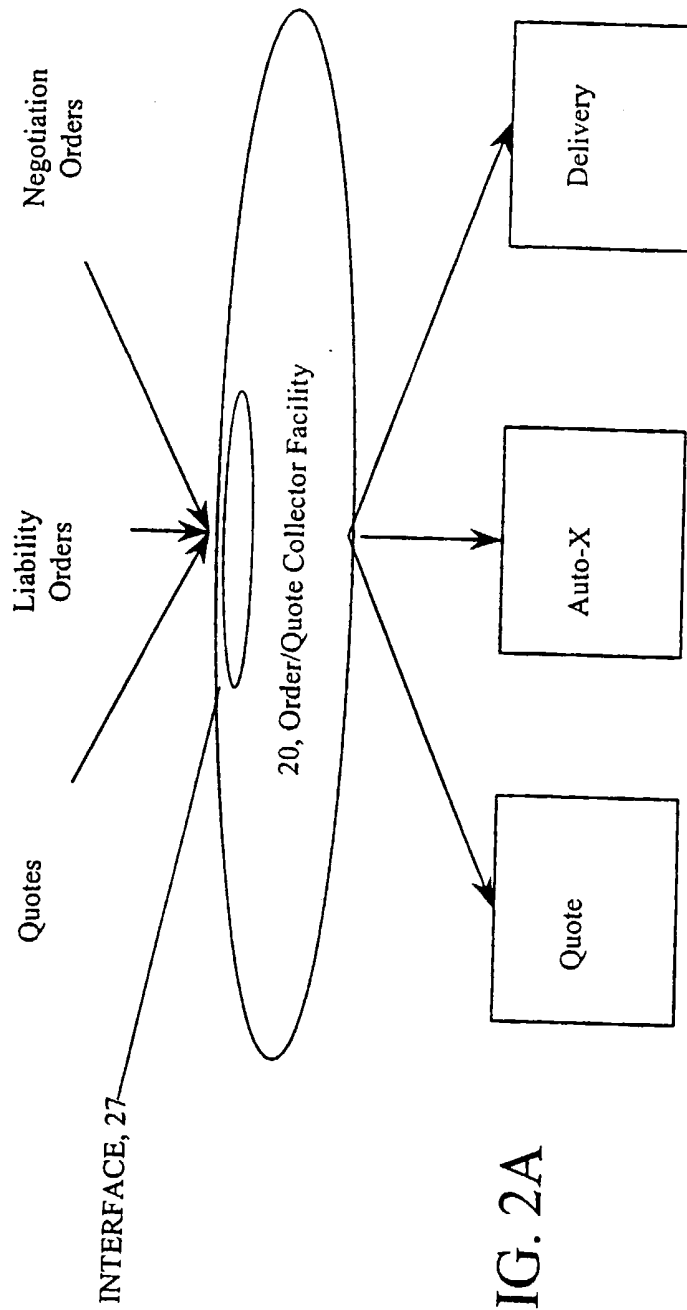 Quotes
Liability
Orders
Negotiation
Orders
INTERFACE, 27
20, Order/Quote Collector Facility
Quote
Auto-X
Delivery
IG. 2A